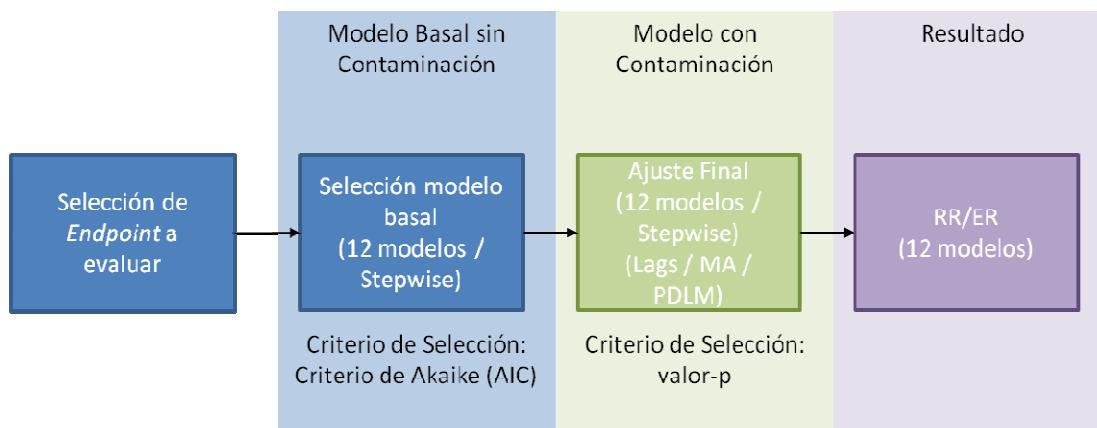 Modelo Basal sin
Contaminación
Modelo con
Contaminación
Resultado
Selección de
Endpoint a
evaluar
Selección modelo
basal
(12 modelos /
Stepwise)
Ajuste Final
(12 modelos /
Stepwise)
(Lags / MA /
PDLM)
RR/ER
(12 modelos)
Criterio de Selección:
Criterio de Akaike (AIC)
Criterio de Selección:
valor-p